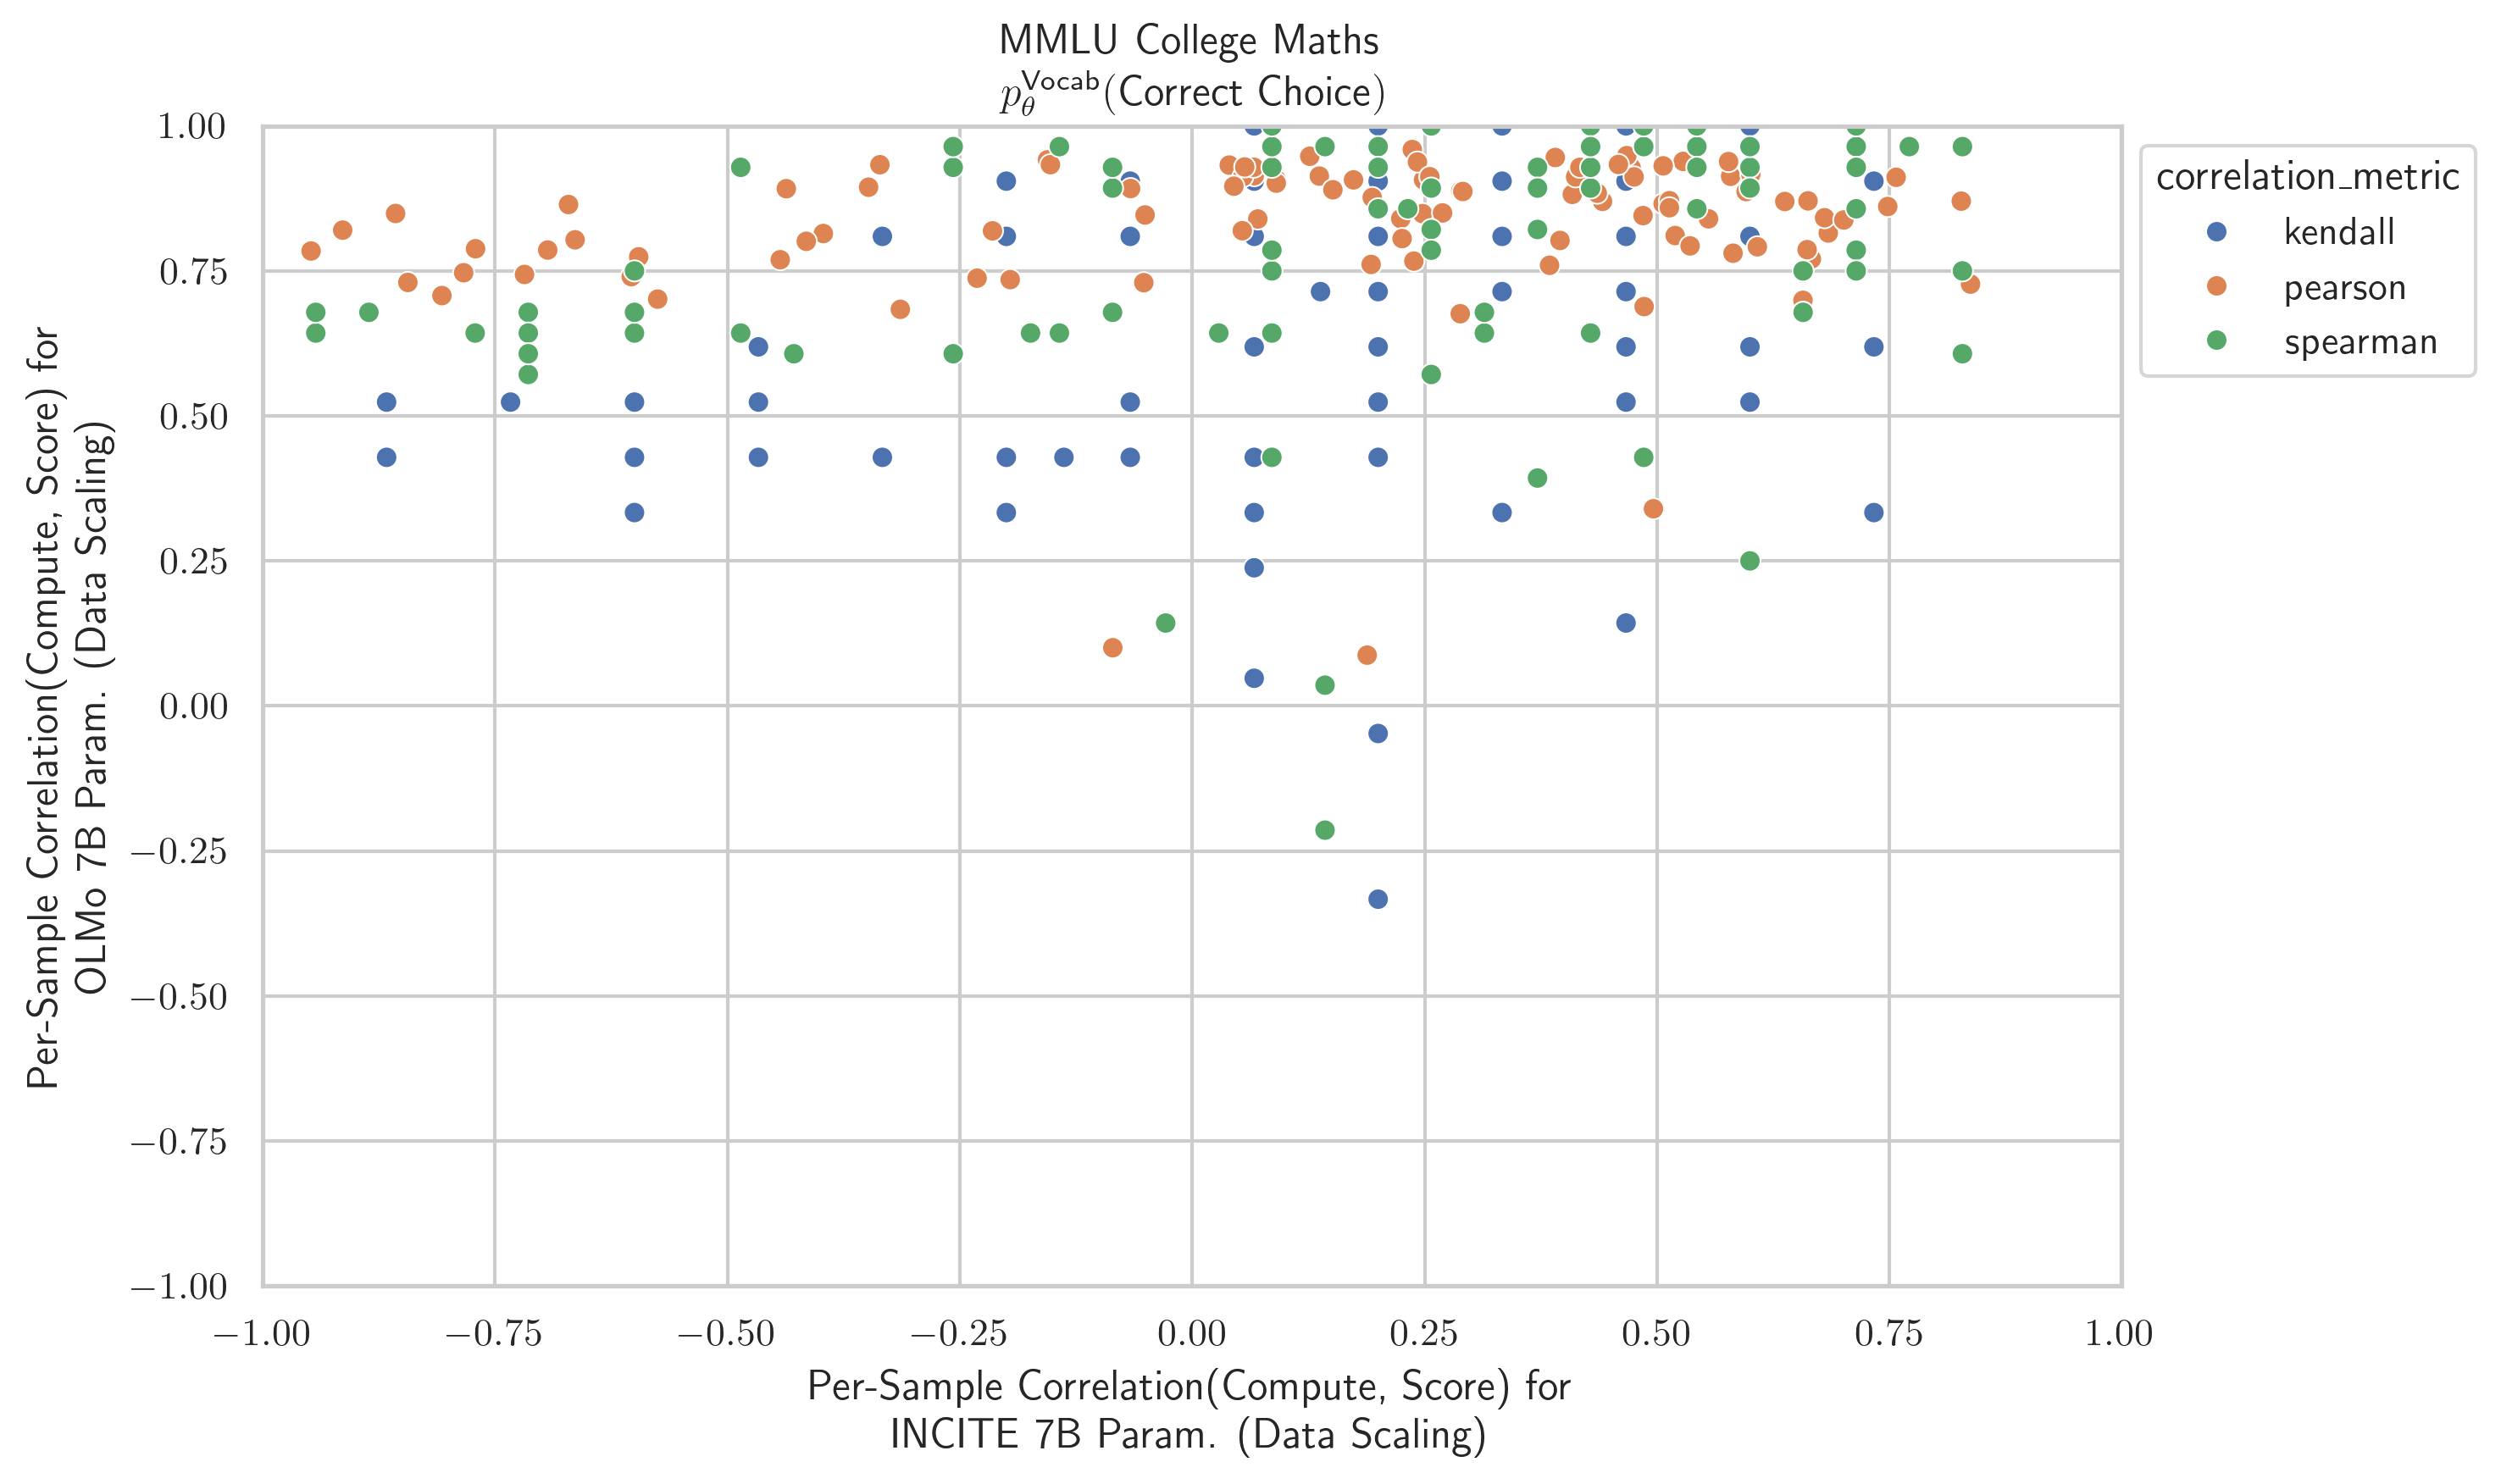 MMLU College Maths
p_θ^Vocab(Correct Choice)
1.00
0.75
0.50
0.25
0.00
−0.25
−0.50
−0.75
−1.00
Per-Sample Correlation(Compute, Score) for
OLMo 7B Param. (Data Scaling)
−1.00 −0.75 −0.50 −0.25 0.00 0.25 0.50 0.75 1.00
Per-Sample Correlation(Compute, Score) for
INCITE 7B Param. (Data Scaling)
correlation_metric
kendall
pearson
spearman